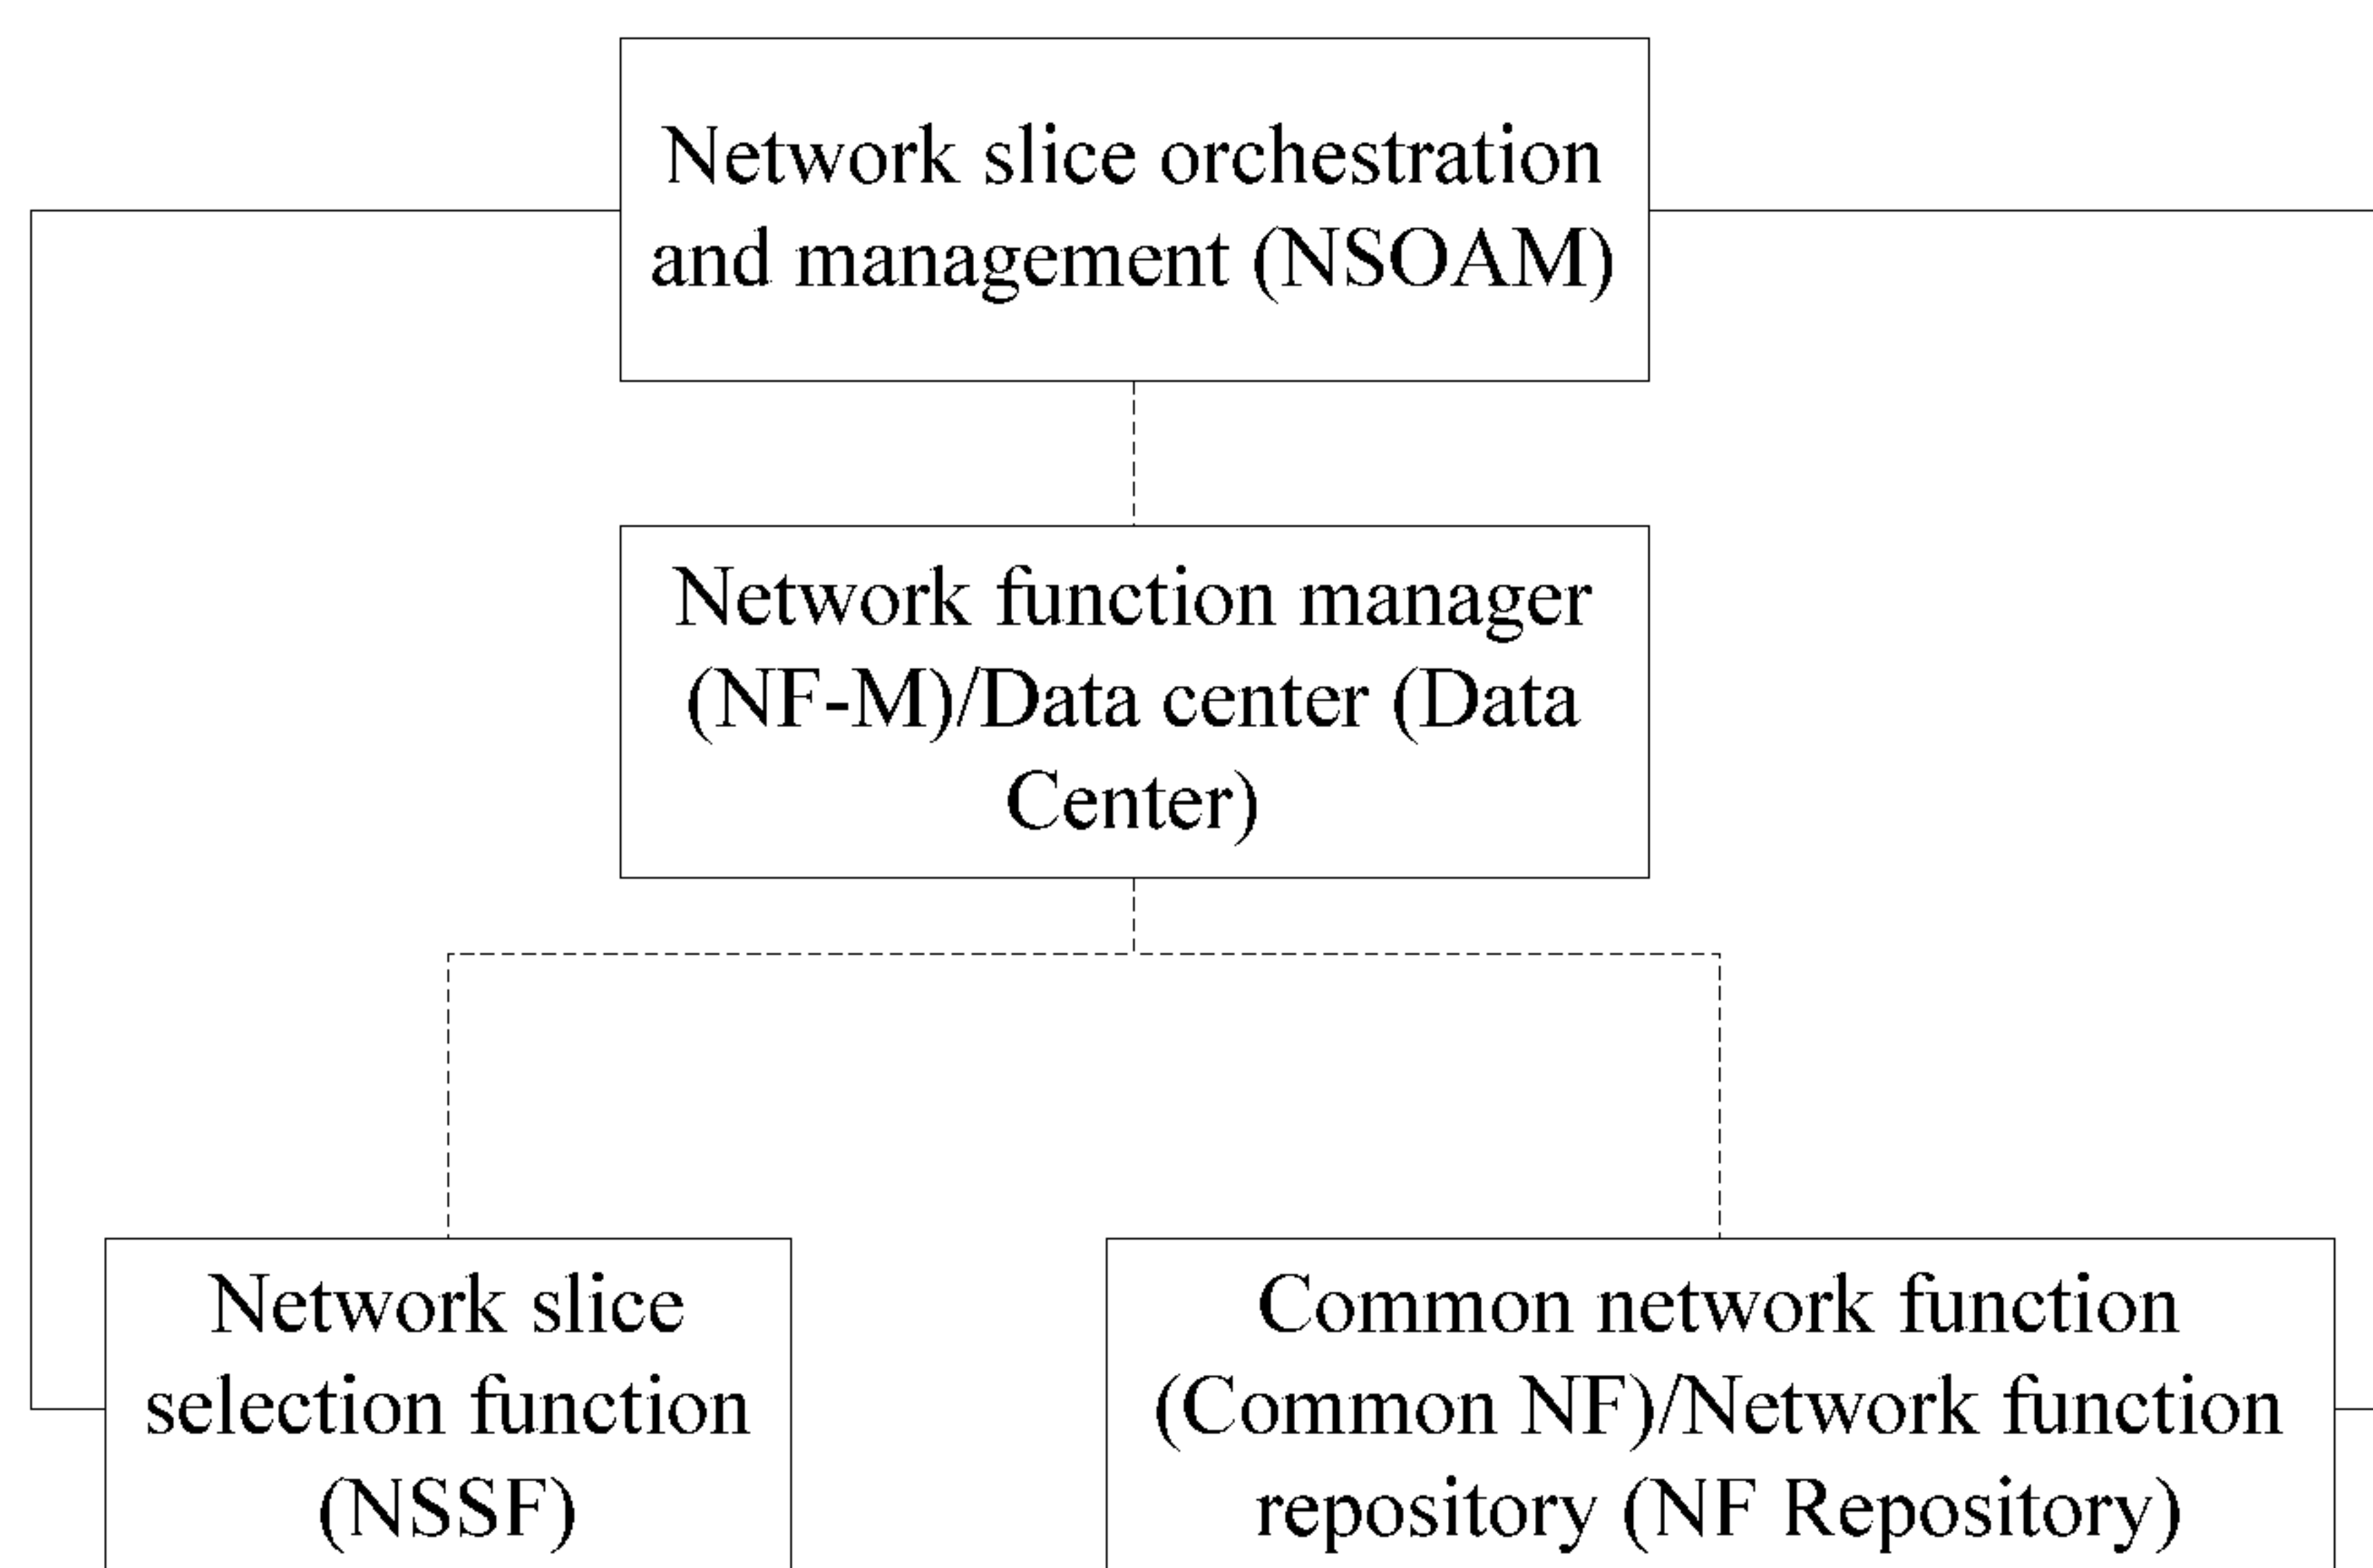 Network slice orchestration
and management (NSOAM)
Network function manager
(NF-M)/Data center (Data
Center)
Network slice
selection function
(NSSF)
Common network function
(Common NF)/Network function
repository (NF Repository)